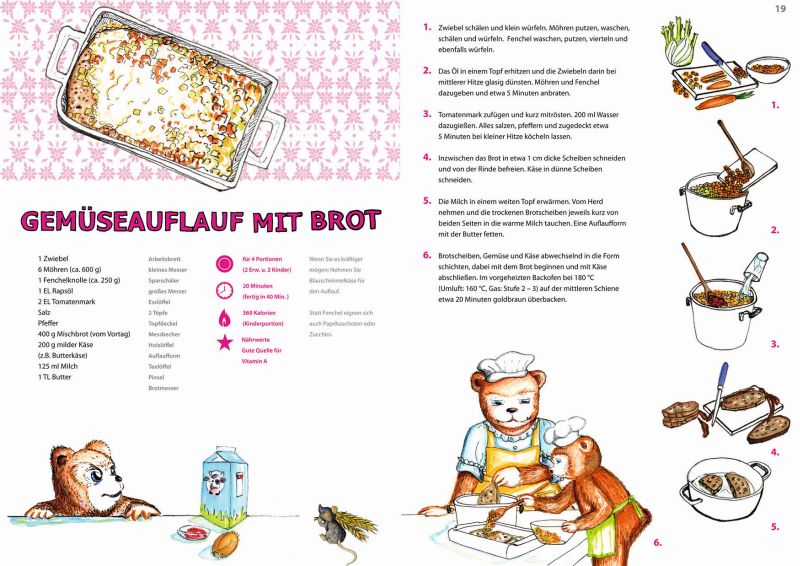 GEMÜSEAUFLAUF MIT BROT
1 Zwiebel
6 Möhren (ca. 600 g)
1 Fenchelknolle (ca. 250 g)
1 EL Rapsöl
2 EL Tomatenmark
Salz
Pfeffer
400 g Mischbrot (vom Vortag)
200 g milder Käse
(z.B. Butterkäse)
125 ml Milch
1 TL Butter
Arbeitsbrett
kleines Messer
Sparschäler
großes Messer
Esslöffel
2 Töpfe
Topfdeckel
Messbecher
Holzlöffel
Auflaufform
Teelöffel
Pinsel
Brotmesser
für 4 Portionen
(2 Erw. u. 2 Kinder)
20 Minuten
(fertig in 40 Min. )
369 Kalorien
(Kinderportion)
Nährwerte
Gute Quelle für
Vitamin A
Wenn Sie es kräftiger
mögen: Nehmen Sie
Blauschimmelkäse für
den Auflauf.
Statt Fenchel eignen sich
auch Paprikaschoten oder
Zucchini.
19
1. Zwiebel schälen und klein würfeln. Möhren putzen, waschen,
schälen und würfeln. Fenchel waschen, putzen, vierteln und
ebenfalls würfeln.
2. Das Öl in einem Topf erhitzen und die Zwiebeln darin bei
mittlerer Hitze glasig dünsten. Möhren und Fenchel
dazugeben und etwa 5 Minuten anbraten.
3. Tomatenmark zufügen und kurz mitrösten. 200 ml Wasser
dazugießen. Alles salzen, pfeffern und zugedeckt etwa
5 Minuten bei kleiner Hitze köcheln lassen.
4. Inzwischen das Brot in etwa 1 cm dicke Scheiben schneiden
und von der Rinde befreien. Käse in dünne Scheiben
schneiden.
5. Die Milch in einem weiten Topf erwärmen. Vom Herd
nehmen und die trockenen Brotscheiben jeweils kurz von
beiden Seiten in die warme Milch tauchen. Eine Auflaufform
mit der Butter fetten.
6. Brotscheiben, Gemüse und Käse abwechselnd in die Form
schichten, dabei mit dem Brot beginnen und mit Käse
abschließen. Im vorgeheizten Backofen bei 180 °C
(Umluft: 160 °C, Gas: Stufe 2 – 3) auf der mittleren Schiene
etwa 20 Minuten goldbraun überbacken.
1.
2.
3.
4.
5.
6.